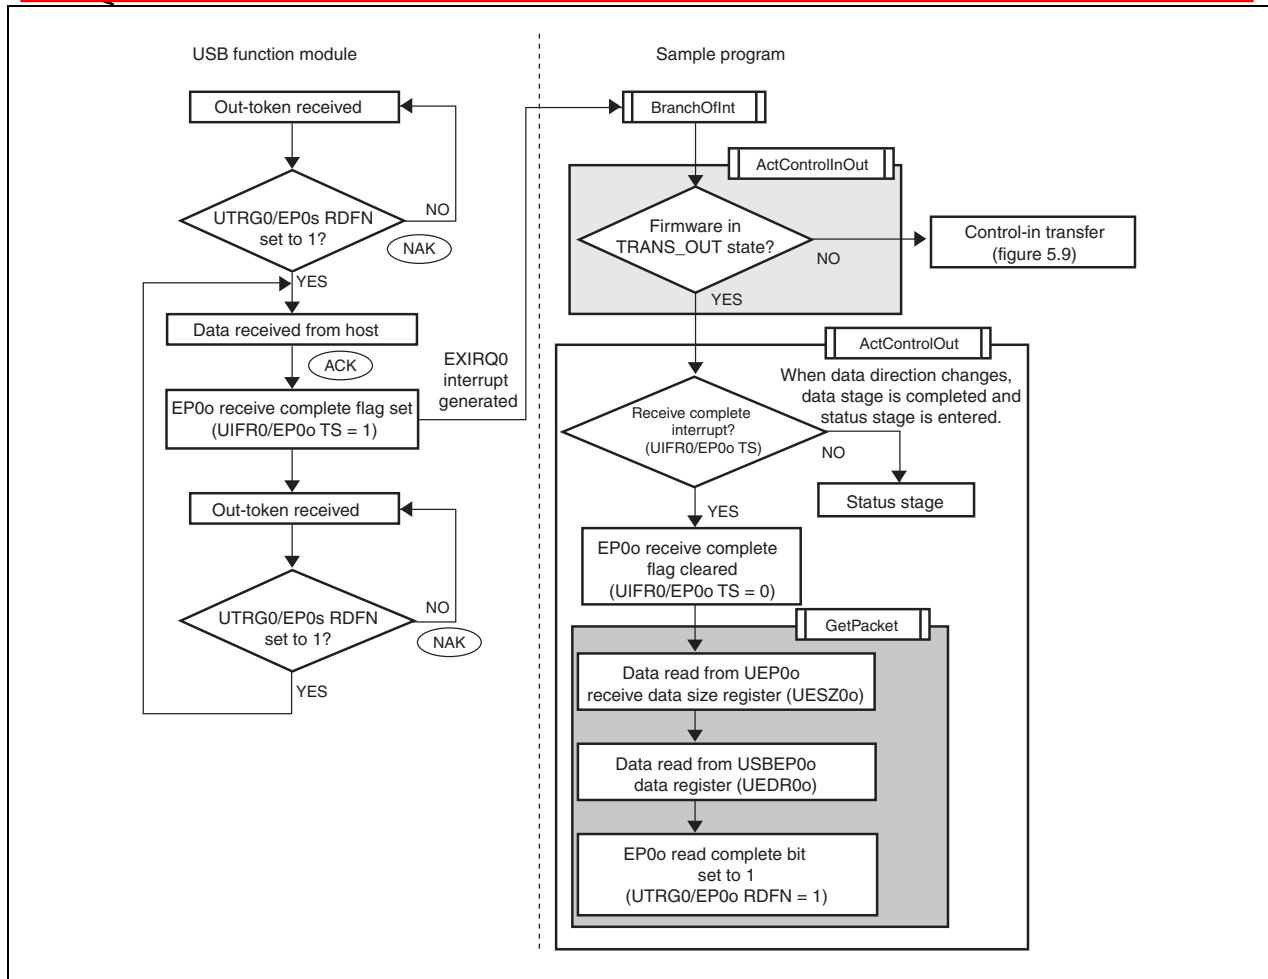 USB function module
Sample program
Out-token received
BranchOfInt
ActControlInOut
UTRG0/EP0s RDFN
set to 1?
NO
NAK
YES
Firmware in
TRANS_OUT state?
NO
YES
Control-in transfer
(figure 5.9)
Data received from host
ACK
EP0o receive complete flag set
(UIFR0/EP0o TS = 1)
EXIRQ0
interrupt
generated
ActControlOut
When data direction changes,
data stage is completed and
status stage is entered.
Receive complete
interrupt?
(UIFR0/EP0o TS)
NO
YES
Status stage
Out-token received
UTRG0/EP0s RDFN
set to 1?
NO
NAK
YES
EP0o receive complete
flag cleared
(UIFR0/EP0o TS = 0)
GetPacket
Data read from UEP0o
receive data size register (UESZ0o)
Data read from USBEP0o
data register (UEDR0o)
EP0o read complete bit
set to 1
(UTRG0/EP0o RDFN = 1)